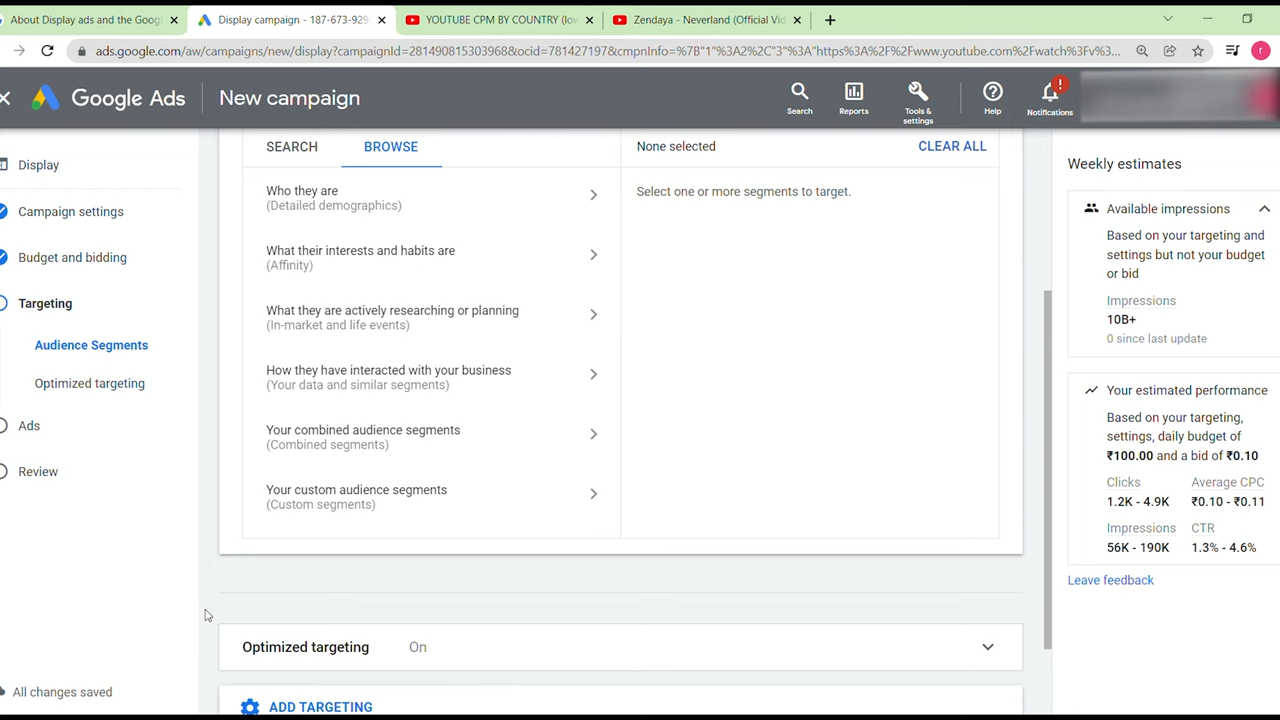 About Display ads and the Googl
Display campaign - 187-673-929
YOUTUBE CPM BY COUNTRY (low
Zendaya - Neverland (Official Vid
ads.google.com/aw/campaigns/new/display?campaignId=281490815303968&ocid=781427197&cmpnInfo=%7B"1"%3A2%2C"3"%3A"https%3A%2F%2Fwww.youtube.com%2Fwatch%3Fv%3...
r
Google Ads
New campaign
Search
Reports
Tools &
settings
Help
!
Notifications
Display
Campaign settings
Budget and bidding
Targeting
Audience Segments
Optimized targeting
Ads
Review
All changes saved
SEARCH
BROWSE
None selected
CLEAR ALL
Who they are
(Detailed demographics)
Select one or more segments to target.
What their interests and habits are
(Affinity)
What they are actively researching or planning
(In-market and life events)
How they have interacted with your business
(Your data and similar segments)
Your combined audience segments
(Combined segments)
Your custom audience segments
(Custom segments)
Optimized targeting On
ADD TARGETING
Weekly estimates
Available impressions
Based on your targeting and
settings but not your budget
or bid
Impressions
10B+
0 since last update
Your estimated performance
Based on your targeting,
settings, daily budget of
₹100.00 and a bid of ₹0.10
Clicks Average CPC
1.2K - 4.9K ₹0.10 - ₹0.11
Impressions CTR
56K - 190K 1.3% - 4.6%
Leave feedback